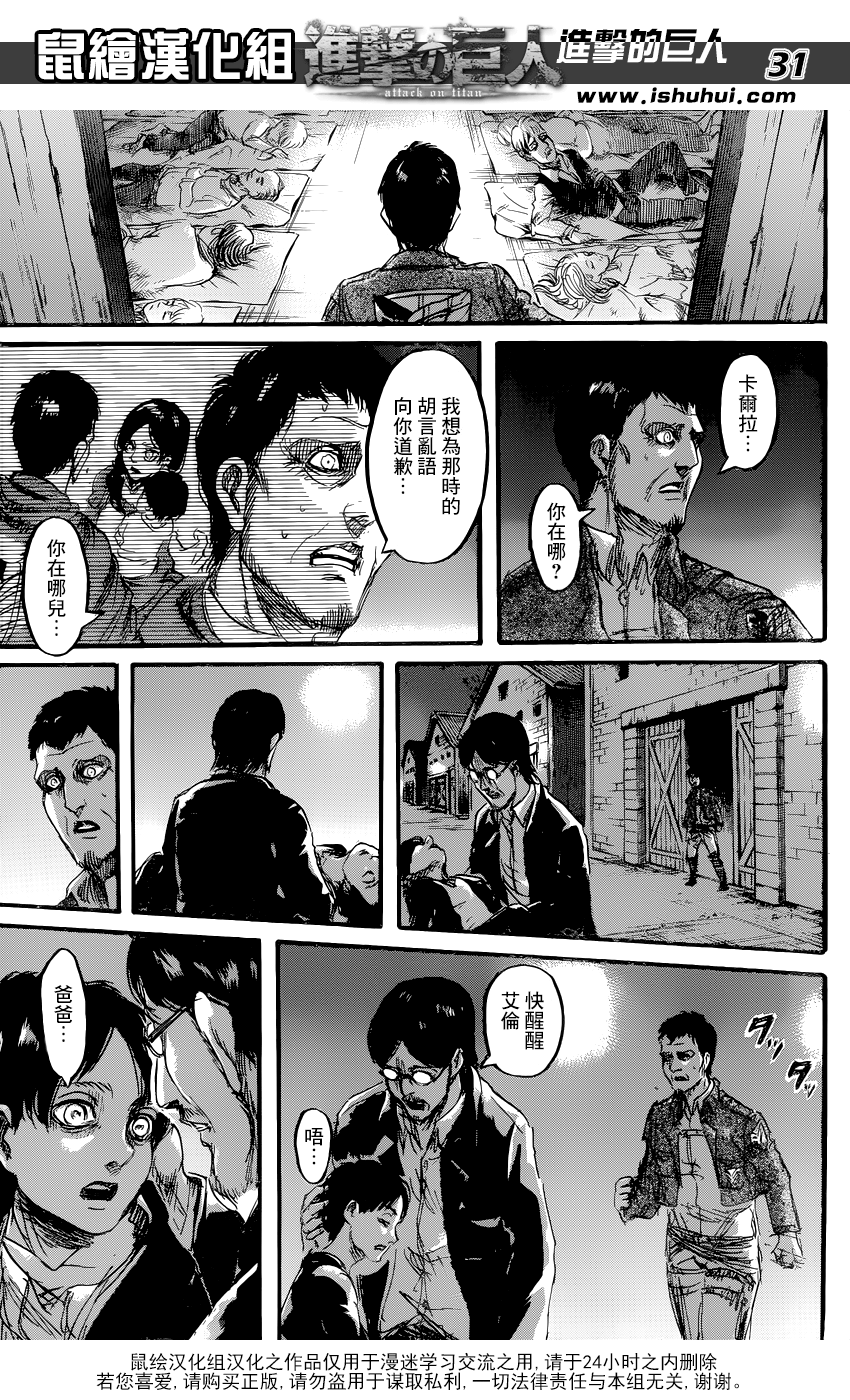 鼠繪漢化組
進撃の巨人
attack on titan
進擊的巨人
31
www.ishuhui.com
卡爾拉…
你在哪?
我想為那時的
胡言亂語
向你道歉…
你在哪兒…
快醒醒
艾倫
唔…
ダッ
ダッ
爸爸…
鼠绘汉化组汉化之作品仅用于漫迷学习交流之用, 请于24小时之内删除
若您喜爱, 请购买正版, 请勿盗用于谋取私利, 一切法律责任与本组无关, 谢谢。